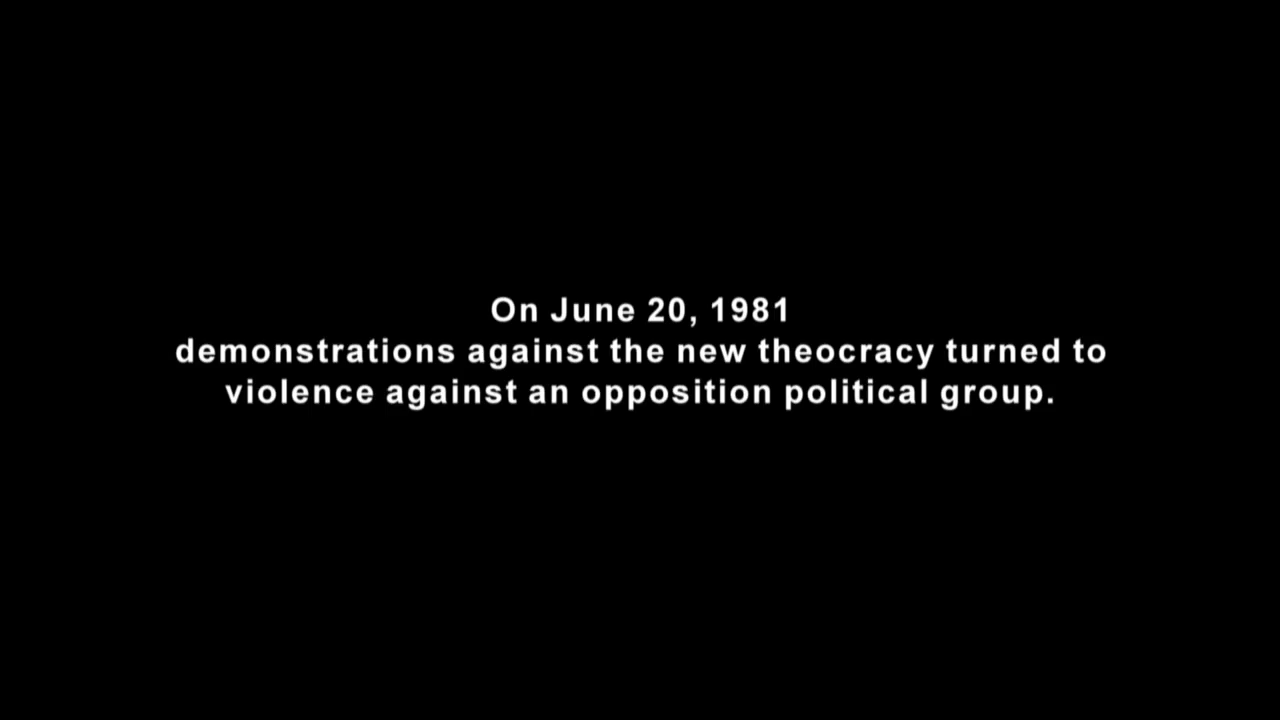 On June 20, 1981
demonstrations against the new theocracy turned to
violence against an opposition political group.